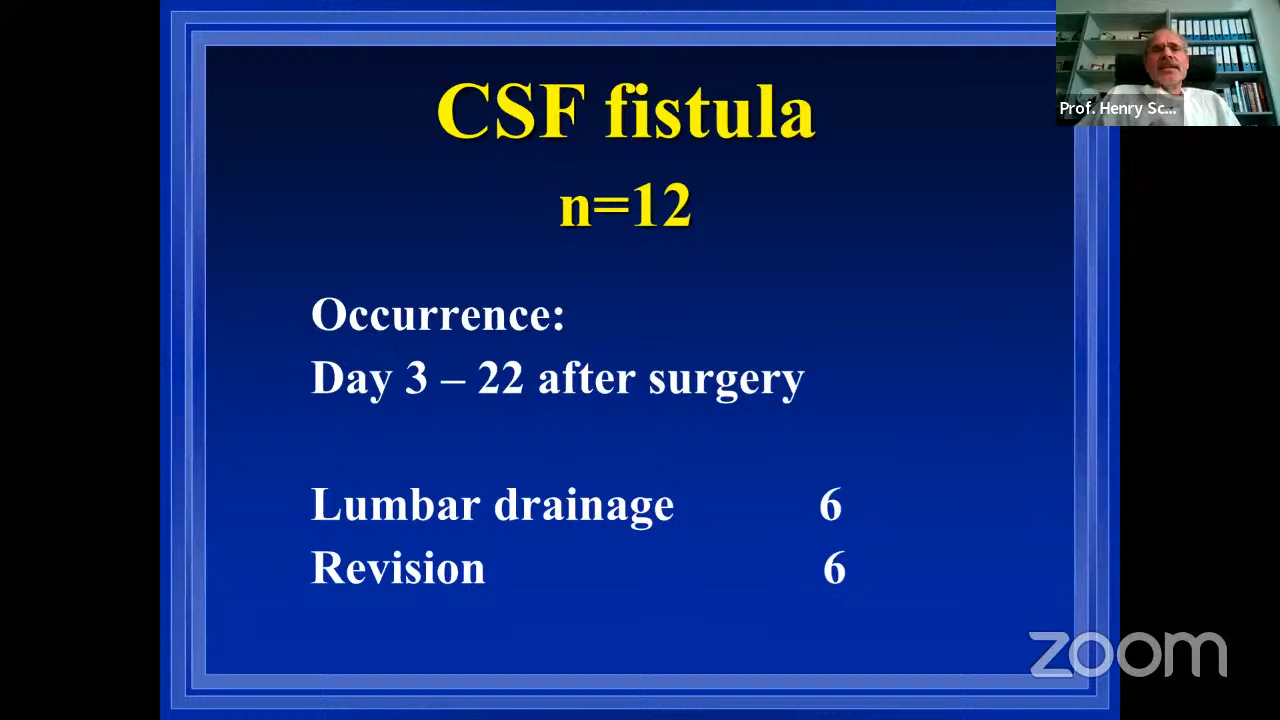 CSF fistula
n=12
Occurrence:
Day 3 – 22 after surgery
Lumbar drainage 6
Revision 6
Prof. Henry Sc...
zoom